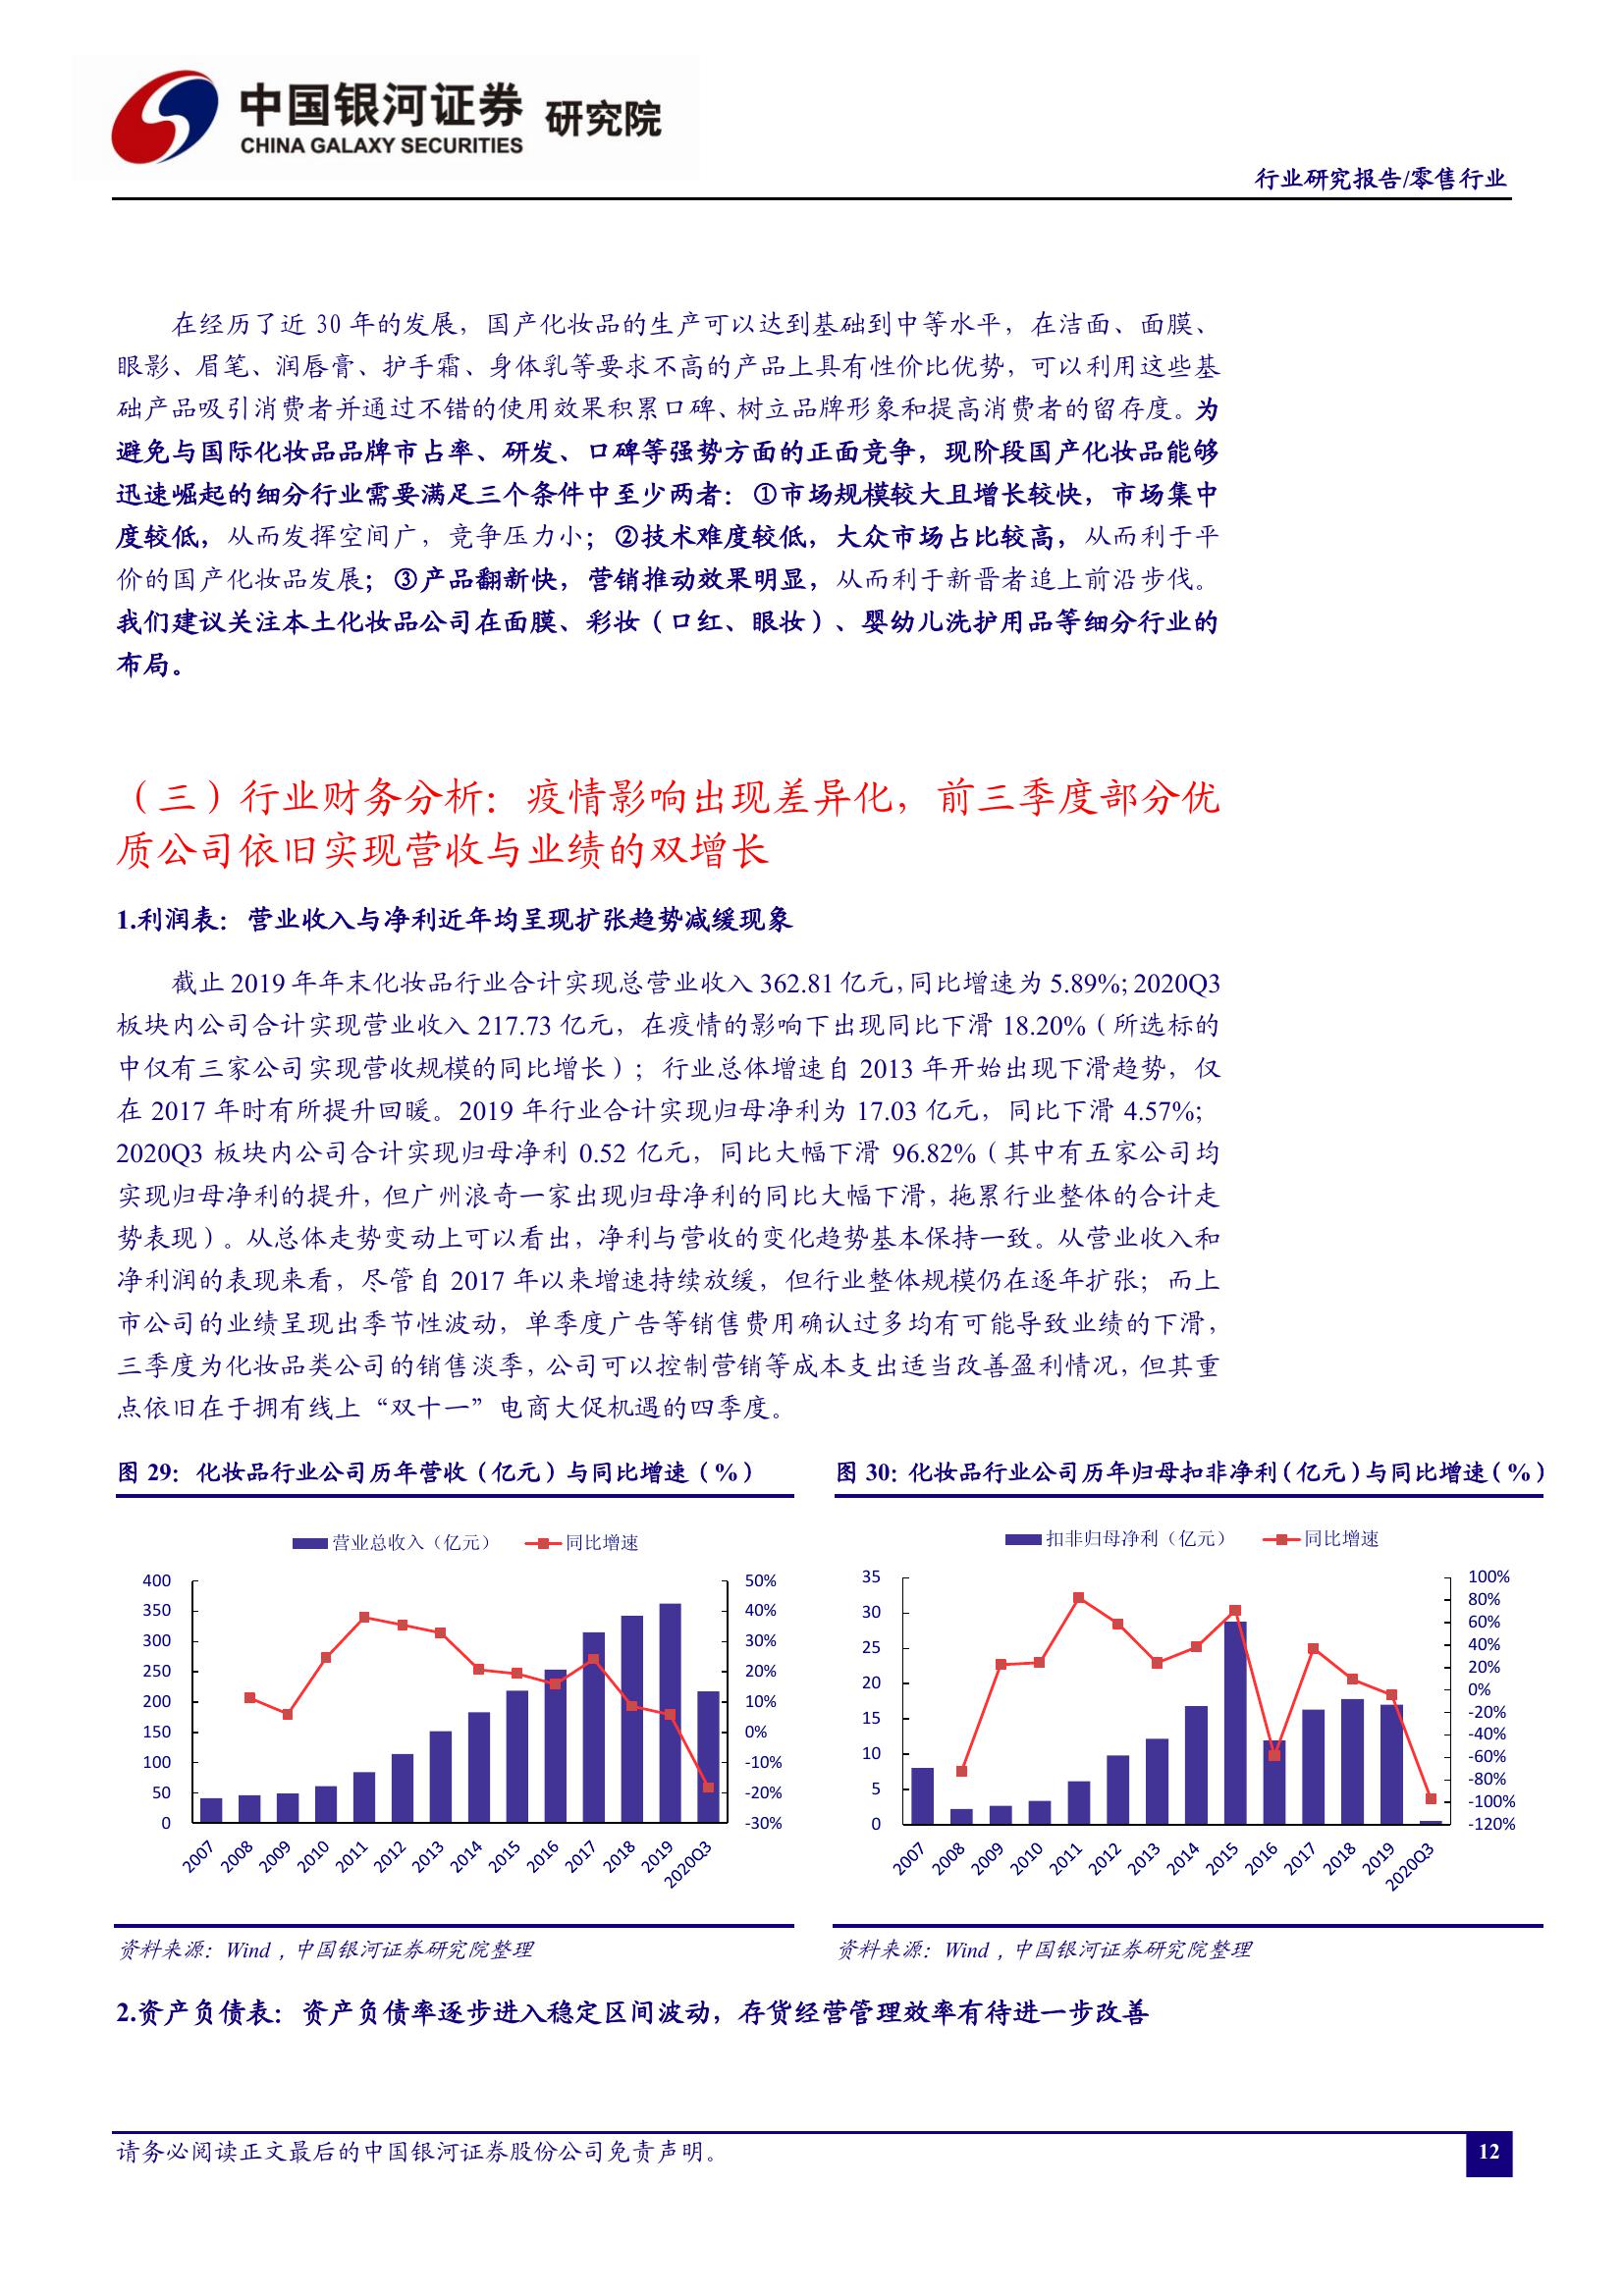 中国银河证券 研究院
CHINA GALAXY SECURITIES
行业研究报告/零售行业
在经历了近 30 年的发展，国产化妆品的生产可以达到基础到中等水平，在洁面、面膜、
眼影、眉笔、润唇膏、护手霜、身体乳等要求不高的产品上具有性价比优势，可以利用这些基
础产品吸引消费者并通过不错的使用效果积累口碑、树立品牌形象和提高消费者的留存度。为
避免与国际化妆品品牌市占率、研发、口碑等强势方面的正面竞争，现阶段国产化妆品能够
迅速崛起的细分行业需要满足三个条件中至少两者：①市场规模较大且增长较快，市场集中
度较低，从而发挥空间广，竞争压力小；②技术难度较低，大众市场占比较高，从而利于平
价的国产化妆品发展；③产品翻新快，营销推动效果明显，从而利于新晋者追上前沿步伐。
我们建议关注本土化妆品公司在面膜、彩妆（口红、眼妆）、婴幼儿洗护用品等细分行业的
布局。
（三）行业财务分析：疫情影响出现差异化，前三季度部分优
质公司依旧实现营收与业绩的双增长
1.利润表：营业收入与净利近年均呈现扩张趋势减缓现象
截止 2019 年年末化妆品行业合计实现总营业收入 362.81 亿元，同比增速为 5.89%；2020Q3
板块内公司合计实现营业收入 217.73 亿元，在疫情的影响下出现同比下滑 18.20%（所选标的
中仅有三家公司实现营收规模的同比增长）；行业总体增速自 2013 年开始出现下滑趋势，仅
在 2017 年时有所提升回暖。2019 年行业合计实现归母净利为 17.03 亿元，同比下滑 4.57%；
2020Q3 板块内公司合计实现归母净利 0.52 亿元，同比大幅下滑 96.82%（其中有五家公司均
实现归母净利的提升，但广州浪奇一家出现归母净利的同比大幅下滑，拖累行业整体的合计走
势表现）。从总体走势变动上可以看出，净利与营收的变化趋势基本保持一致。从营业收入和
净利润的表现来看，尽管自 2017 年以来增速持续放缓，但行业整体规模仍在逐年扩张；而上
市公司的业绩呈现出季节性波动，单季度广告等销售费用确认过多均有可能导致业绩的下滑，
三季度为化妆品类公司的销售淡季，公司可以控制营销等成本支出适当改善盈利情况，但其重
点依旧在于拥有线上“双十一”电商大促机遇的四季度。
图 29：化妆品行业公司历年营收（亿元）与同比增速（%）
营业总收入（亿元） 同比增速
400
350
300
250
200
150
100
50
0
50%
40%
30%
20%
10%
0%
-10%
-20%
-30%
2007 2008 2009 2010 2011 2012 2013 2014 2015 2016 2017 2018 2019 2020Q3
资料来源：Wind，中国银河证券研究院整理
图 30：化妆品行业公司历年归母扣非净利（亿元）与同比增速（%）
扣非归母净利（亿元） 同比增速
35
30
25
20
15
10
5
0
100%
80%
60%
40%
20%
0%
-20%
-40%
-60%
-80%
-100%
-120%
2007 2008 2009 2010 2011 2012 2013 2014 2015 2016 2017 2018 2019 2020Q3
资料来源：Wind，中国银河证券研究院整理
2.资产负债表：资产负债率逐步进入稳定区间波动，存货经营管理效率有待进一步改善
请务必阅读正文最后的中国银河证券股份公司免责声明。
12